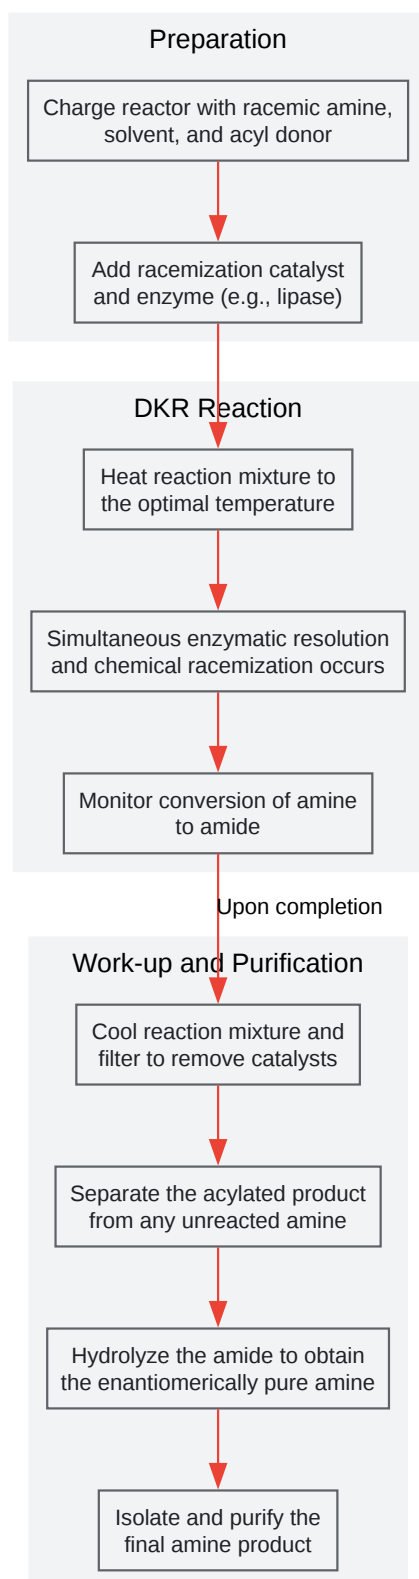 Preparation
Charge reactor with racemic amine,
solvent, and acyl donor
Add racemization catalyst
and enzyme (e.g., lipase)
DKR Reaction
Heat reaction mixture to
the optimal temperature
Simultaneous enzymatic resolution
and chemical racemization occurs
Monitor conversion of amine
to amide
Upon completion
Work-up and Purification
Cool reaction mixture and
filter to remove catalysts
Separate the acylated product
from any unreacted amine
Hydrolyze the amide to obtain
the enantiomerically pure amine
Isolate and purify the
final amine product